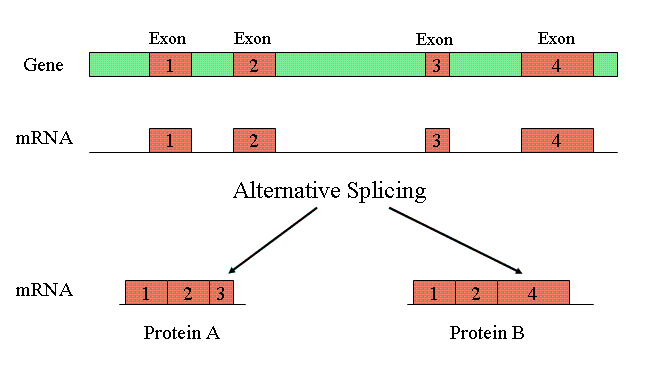 Exon Exon Exon Exon
Gene 1 2 3 4
mRNA 1 2 3 4
Alternative Splicing
mRNA 1 2 3 1 2 4
Protein A Protein B